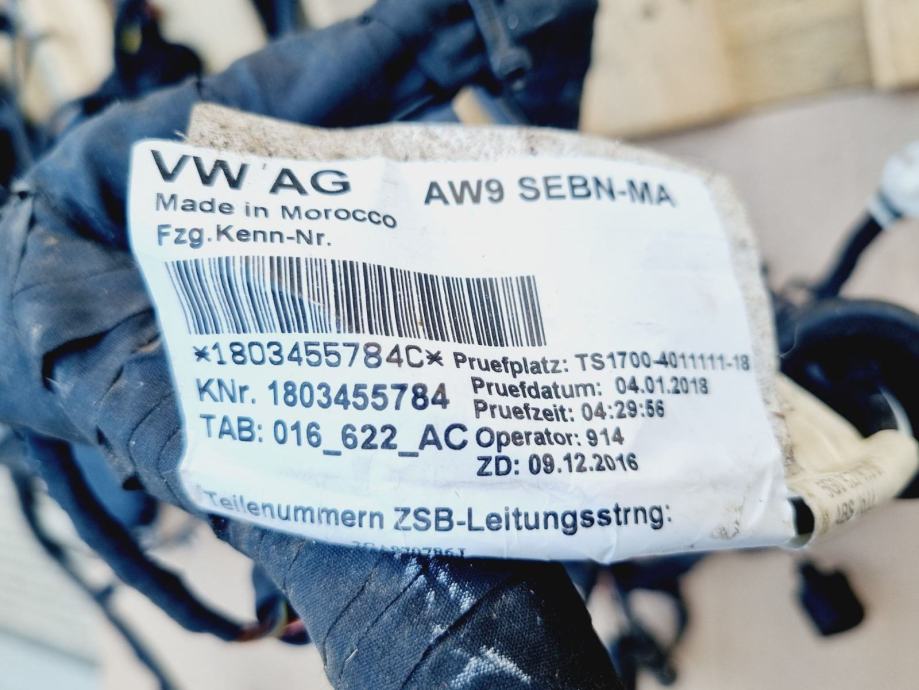 VW AG
AW9 SEBN-MA
Made in Morocco
Fzg.Kenn-Nr.
*1803455784C*
KNr. 1803455784
TAB: 016_622_AC
Pruefplatz: TS1700-4011111-18
Pruefdatum: 04.01.2018
Pruefzeit: 04:29:56
Operator: 914
ZD: 09.12.2016
Teilenummern ZSB-Leitungsstrng: